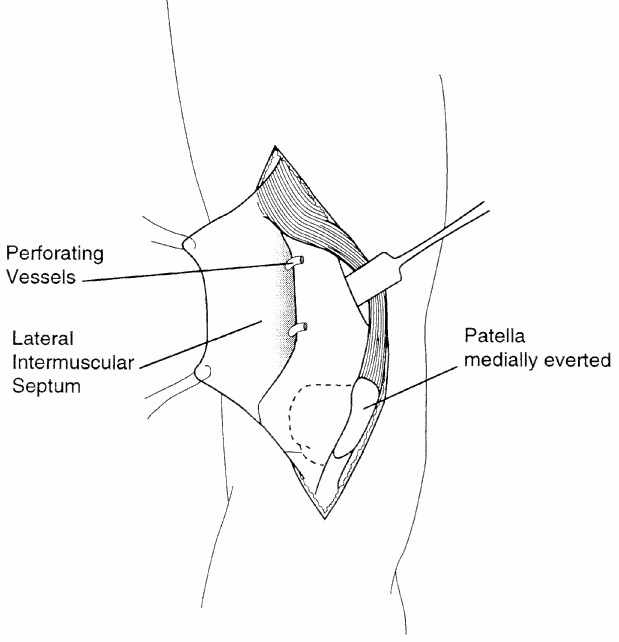 Perforating
Vessels
Lateral
Intermuscular
Septum
Patella
medially everted